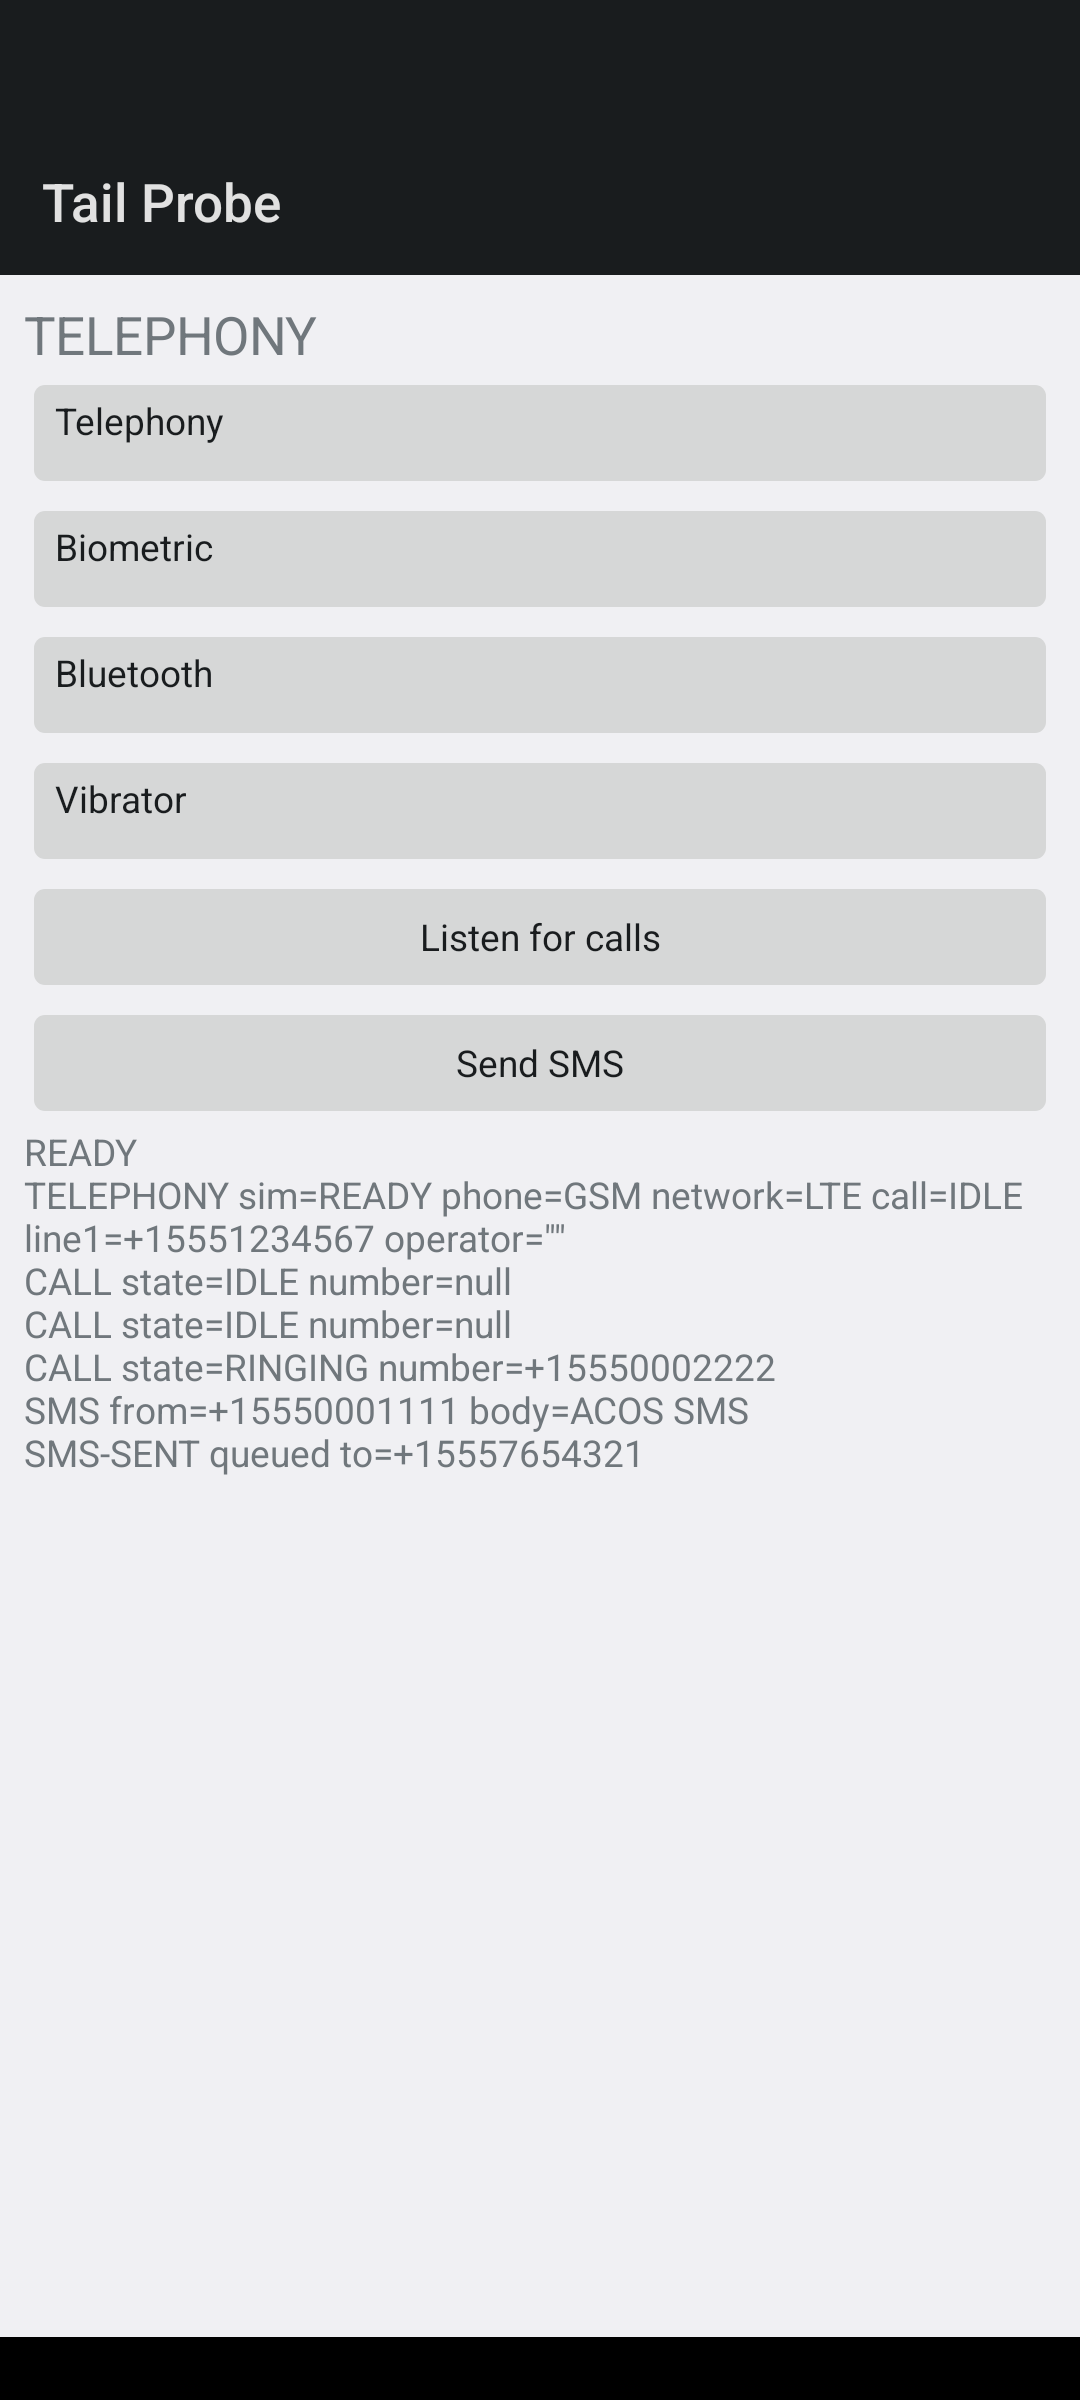 Tail Probe
TELEPHONY
Telephony
Biometric
Bluetooth
Vibrator
Listen for calls
Send SMS
READY
TELEPHONY sim=READY phone=GSM network=LTE call=IDLE
line1=+15551234567 operator=""
CALL state=IDLE number=null
CALL state=IDLE number=null
CALL state=RINGING number=+15550002222
SMS from=+15550001111 body=ACOS SMS
SMS-SENT queued to=+15557654321